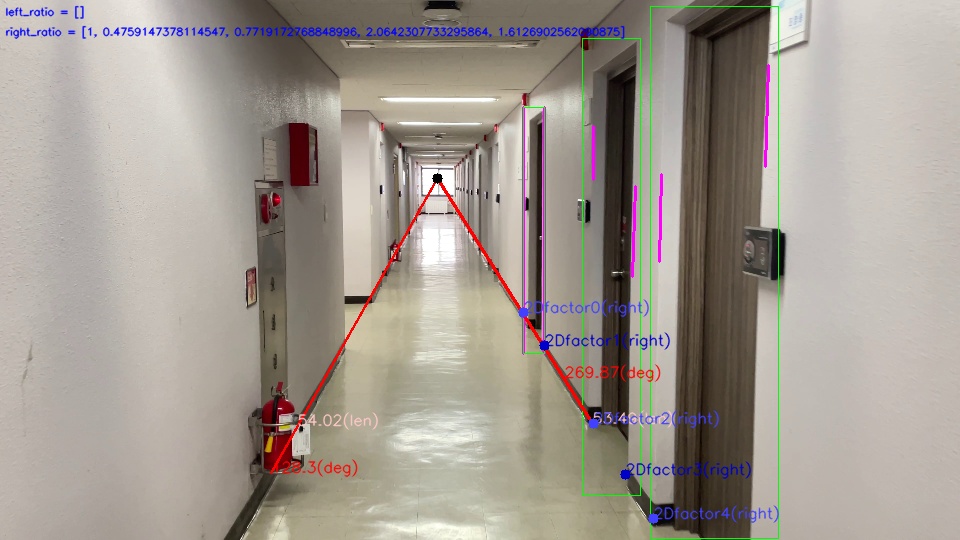 left_ratio = []
right_ratio = [1, 0.4759147378114547, 0.7719172768848996, 2.0642307733295864, 1.6126902562090875]
2Dfactor0(right)
2Dfactor1(right)
269.87(deg)
54.02(len)
2Dfactor2(right)
2Dfactor3(right)
2Dfactor4(right)